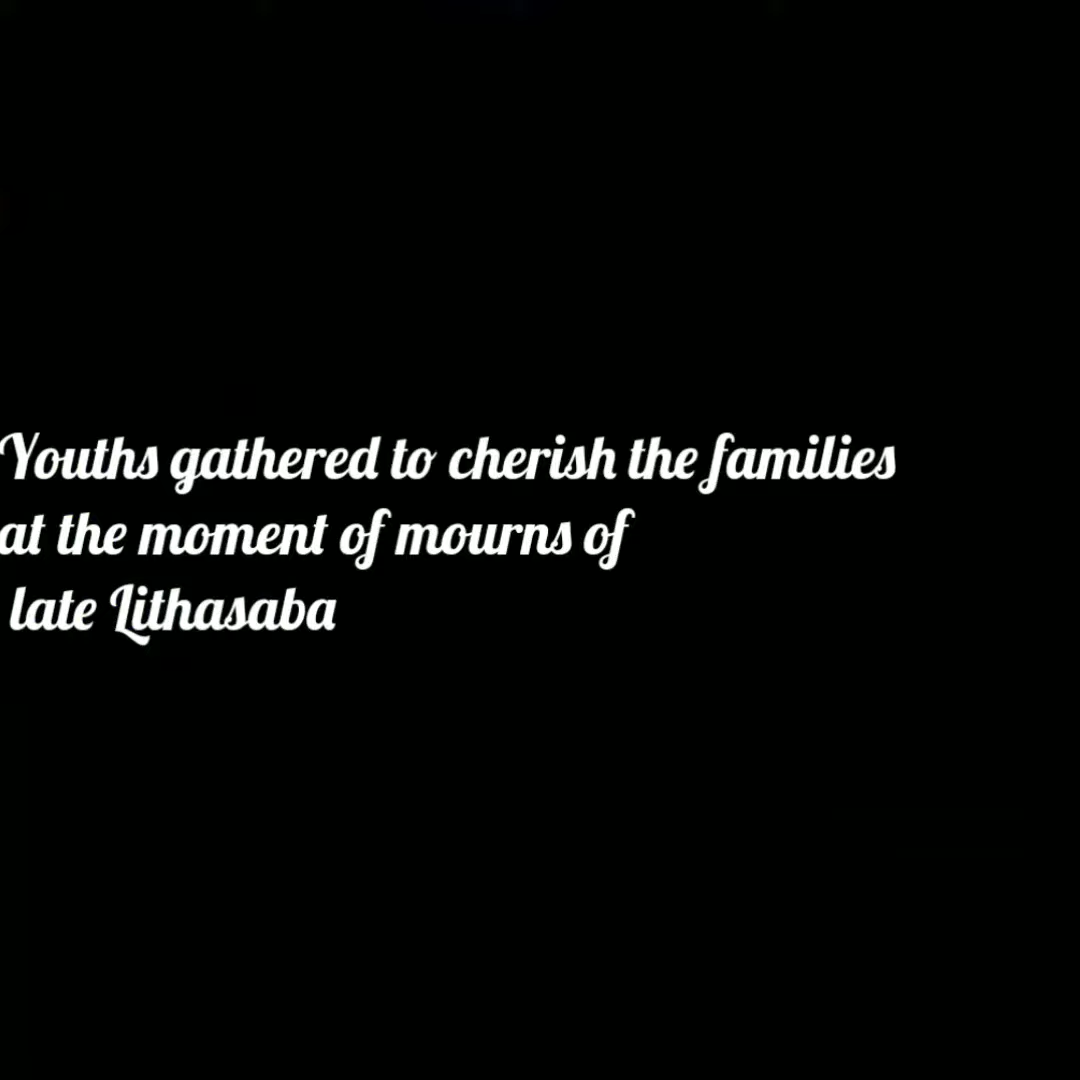 Youths gathered to cherish the families
at the moment of mourns of
late Lithasaba